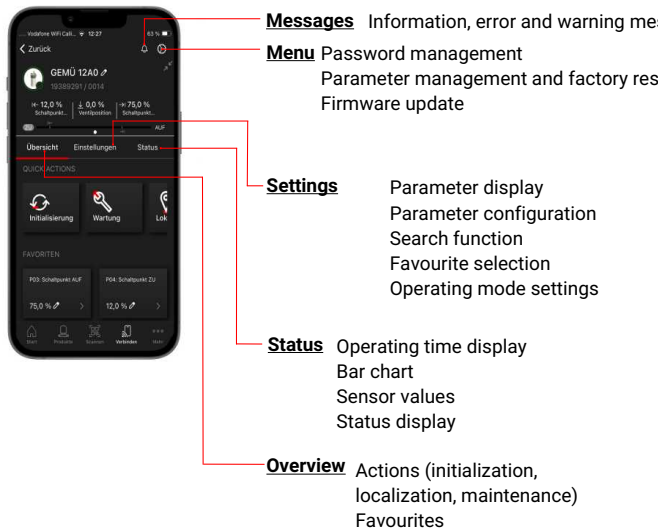 Vodafone WiFi Call... 12:27 63 %
Zurück
GEMÜ 12A0
19389291 / 0014
12,0 % 0,0 % 75,0 %
Schaltpunkt... Ventilposition Schaltpunkt...
ZU AUF
Übersicht Einstellungen Status
QUICK ACTIONS
Initialisierung Wartung Lok
FAVORITEN
P03: Schaltpunkt AUF P04: Schaltpunkt ZU
75,0 % 12,0 %
Start Produkte Scannen Verbinden Mehr
Messages Information, error and warning mes
Menu Password management
Parameter management and factory res
Firmware update
Settings Parameter display
Parameter configuration
Search function
Favourite selection
Operating mode settings
Status Operating time display
Bar chart
Sensor values
Status display
Overview Actions (initialization,
localization, maintenance)
Favourites